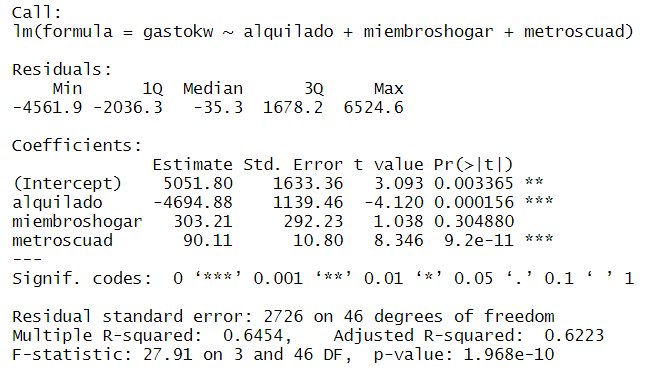 Call:
lm(formula = gastokw ~ alquilado + miembroshogar + metroscuad)
Residuals:
Min 1Q Median 3Q Max
-4561.9 -2036.3 -35.3 1678.2 6524.6
Coefficients:
Estimate Std. Error t value Pr(>|t|)
(Intercept) 5051.80 1633.36 3.093 0.003365 **
alquilado -4694.88 1139.46 -4.120 0.000156 ***
miembroshogar 303.21 292.23 1.038 0.304880
metroscuad 90.11 10.80 8.346 9.2e-11 ***
---
Signif. codes: 0 ‘***’ 0.001 ‘**’ 0.01 ‘*’ 0.05 ‘.’ 0.1 ‘ ’ 1
Residual standard error: 2726 on 46 degrees of freedom
Multiple R-squared: 0.6454, Adjusted R-squared: 0.6223
F-statistic: 27.91 on 3 and 46 DF, p-value: 1.968e-10